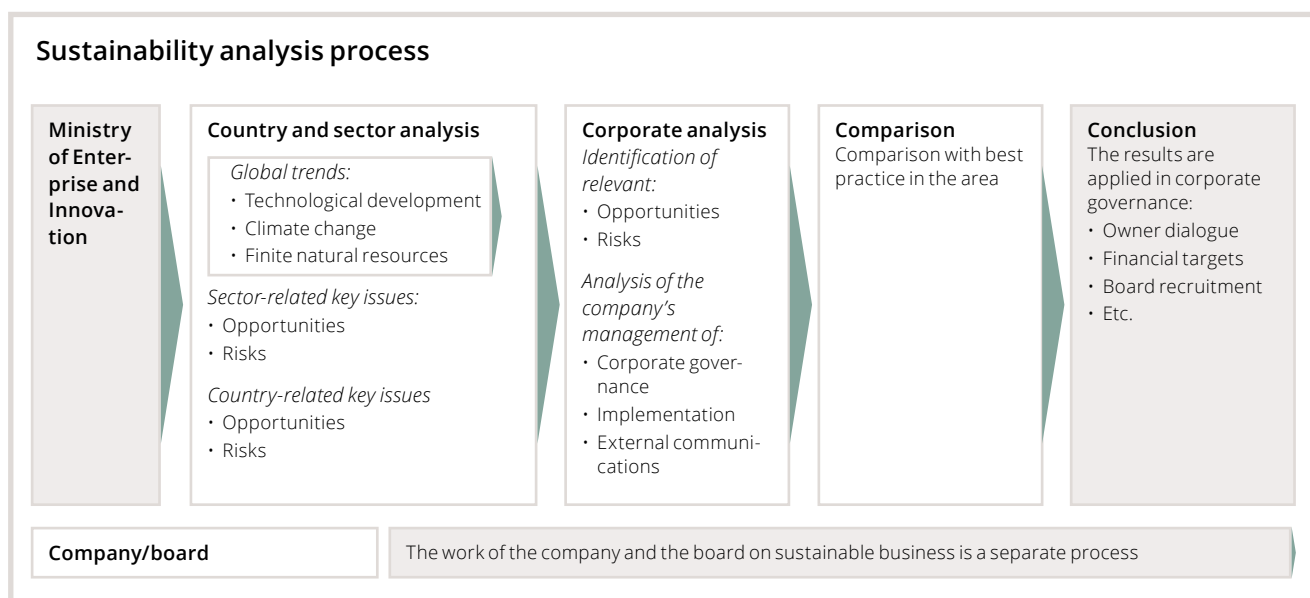 Sustainability analysis process
Ministry
of Enter-
prise and
Innova-
tion
Country and sector analysis
Global trends:
· Technological development
· Climate change
· Finite natural resources
Sector-related key issues:
· Opportunities
· Risks
Country-related key issues
· Opportunities
· Risks
Corporate analysis
Identification of
relevant:
· Opportunities
· Risks
Analysis of the
company’s
management of:
· Corporate gover-
nance
· Implementation
· External communi-
cations
Comparison
Comparison with best
practice in the area
Conclusion
The results are
applied in corporate
governance:
· Owner dialogue
· Financial targets
· Board recruitment
· Etc.
Company/board
The work of the company and the board on sustainable business is a separate process